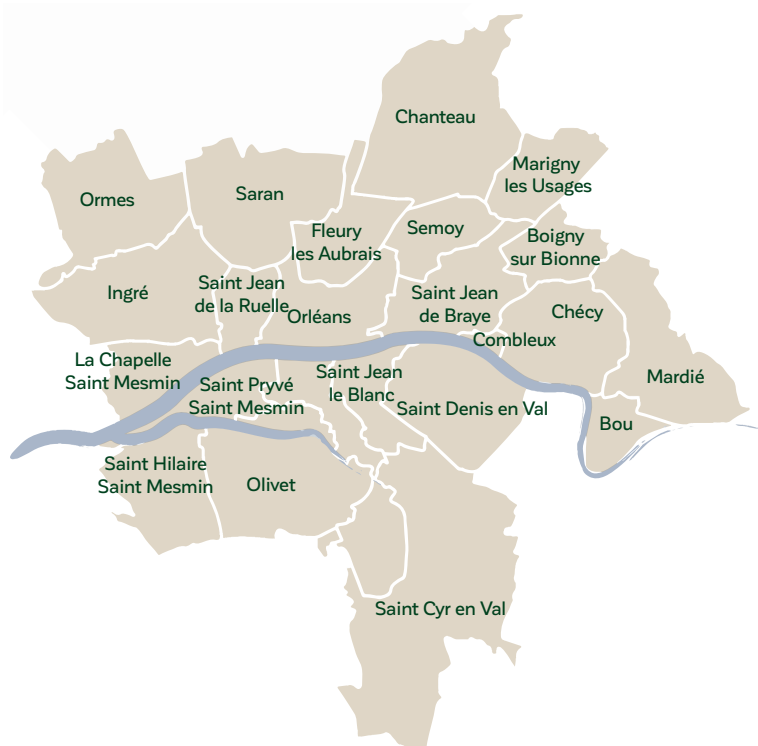 Chanteau
Marigny
les Usages
Ormes
Saran
Fleury
les Aubrais
Semoy
Boigny
sur Bionne
Ingré
Saint Jean
de la Ruelle
Orléans
Saint Jean
de Braye
Chécy
Combleux
La Chapelle
Saint Mesmin
Saint Pryvé
Saint Mesmin
Saint Jean
le Blanc
Saint Denis en Val
Mardié
Bou
Saint Hilaire
Saint Mesmin
Olivet
Saint Cyr en Val